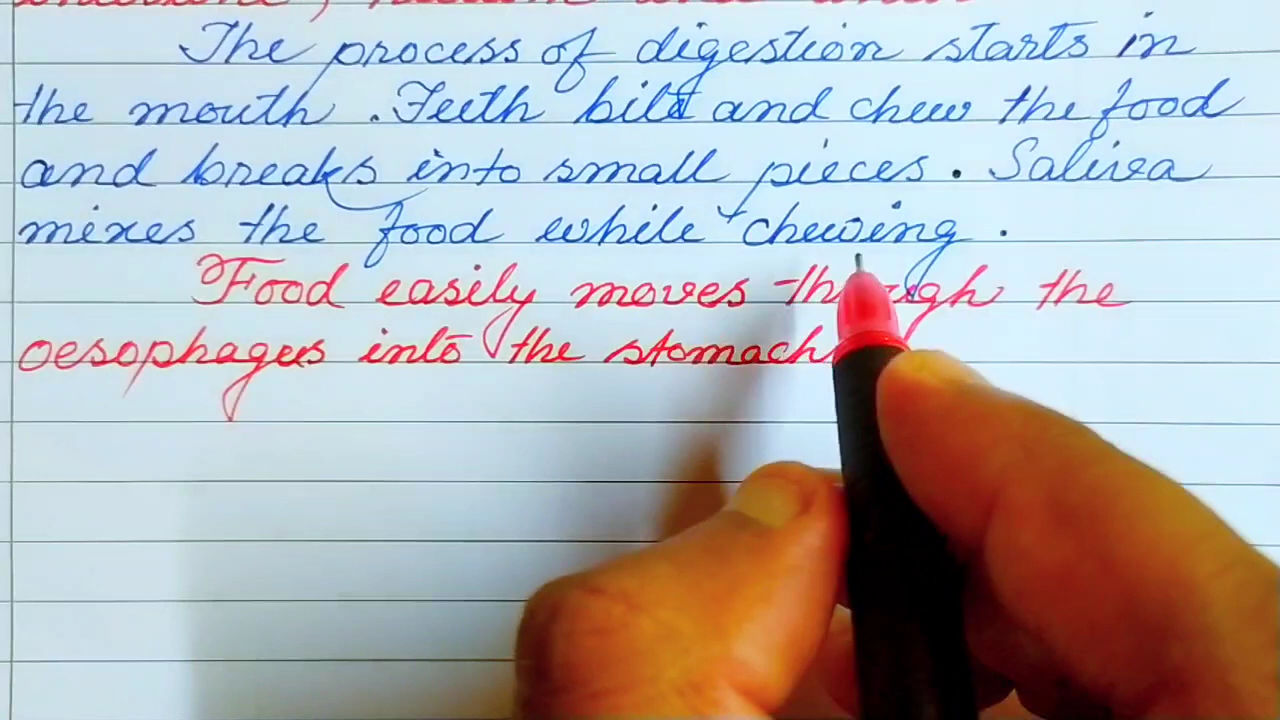 The process of digestion starts in
the mouth . Teeth bite and chew the food
and breaks into small pieces . Saliva
mixes the food while chewing .
Food easily moves through the
oesophagus into the stomach